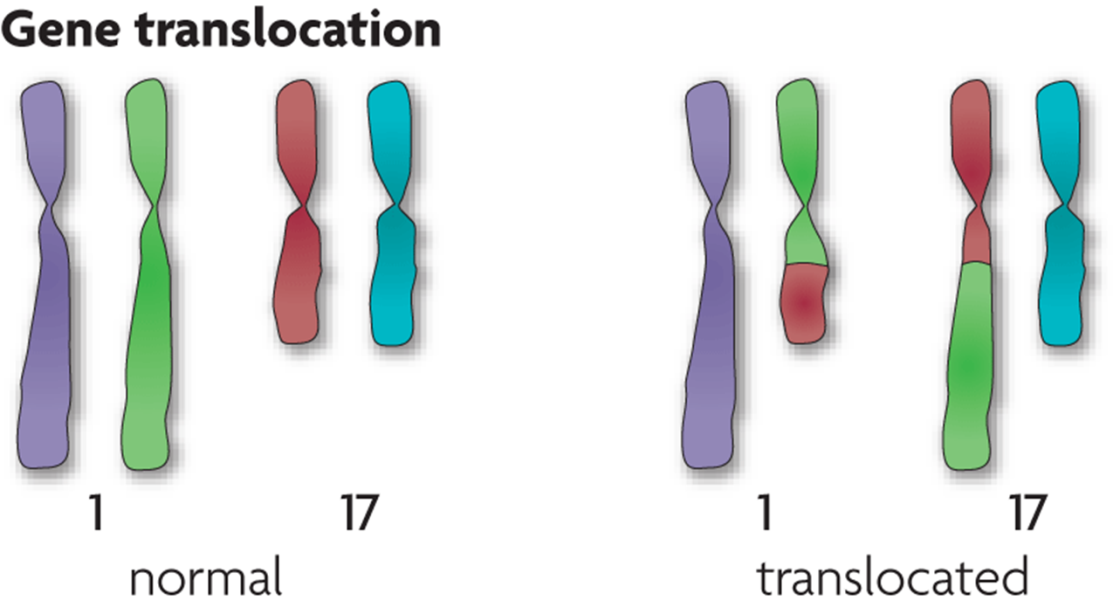 Gene translocation
1 17 1 17
normal translocated